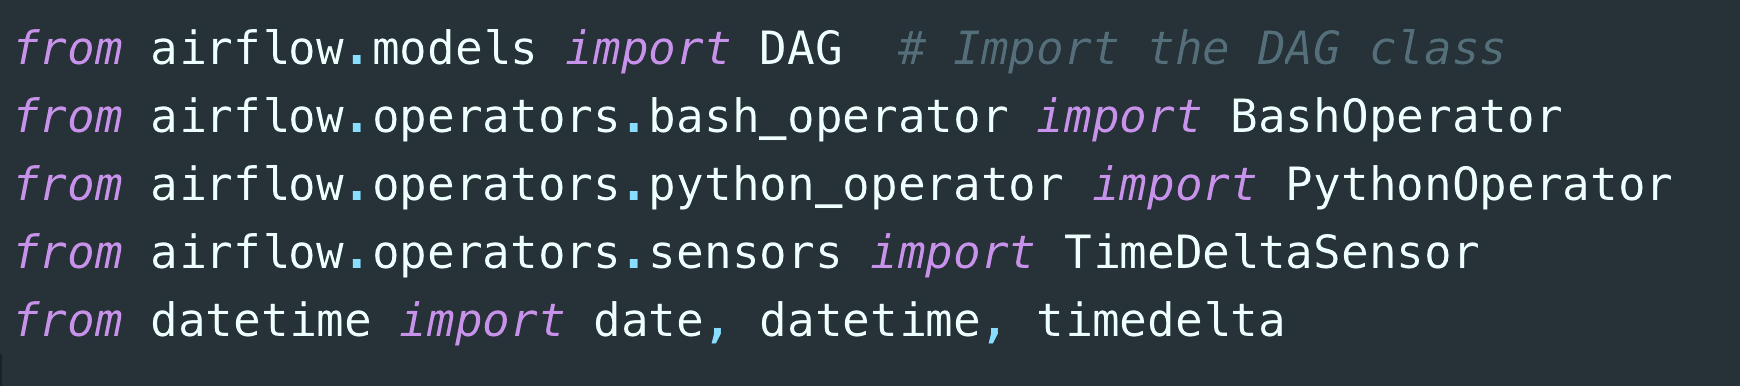 from airflow.models import DAG  # Import the DAG class
from airflow.operators.bash_operator import BashOperator
from airflow.operators.python_operator import PythonOperator
from airflow.operators.sensors import TimeDeltaSensor
from datetime import date, datetime, timedelta